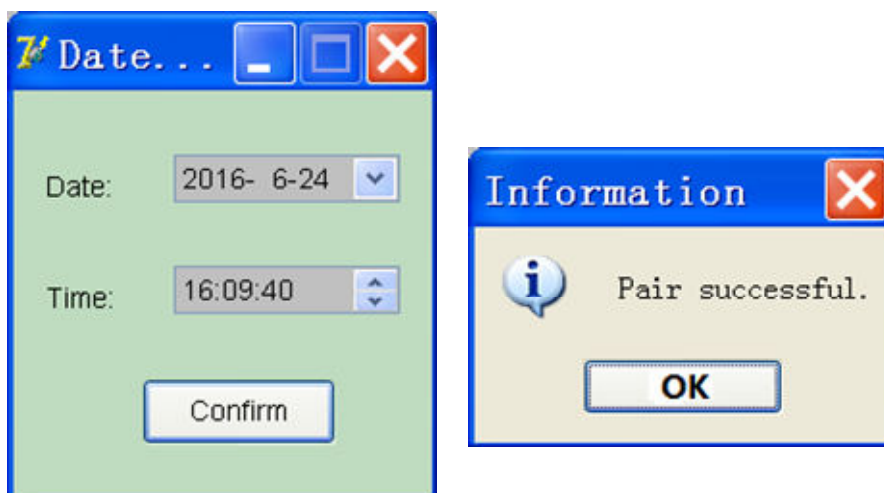 Date...
Date: 2016- 6-24
Time: 16:09:40
Confirm
Information
Pair successful.
OK